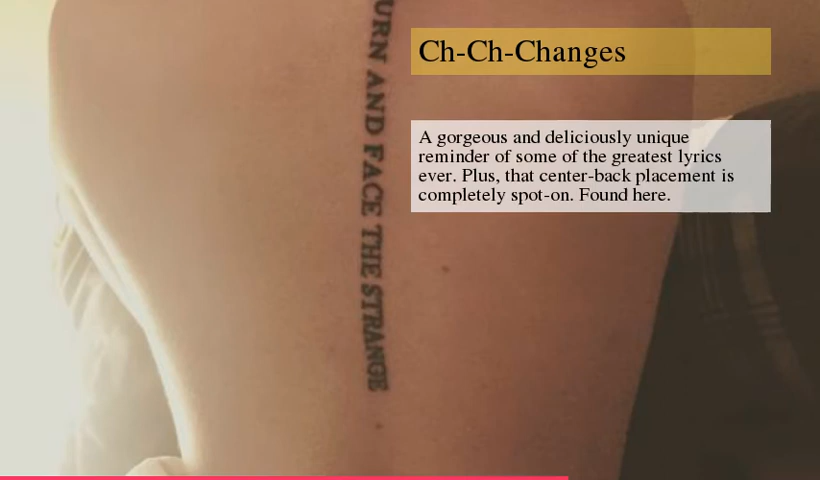 URN AND FACE THE STRANGE
Ch-Ch-Changes
A gorgeous and deliciously unique
reminder of some of the greatest lyrics
ever. Plus, that center-back placement is
completely spot-on. Found here.